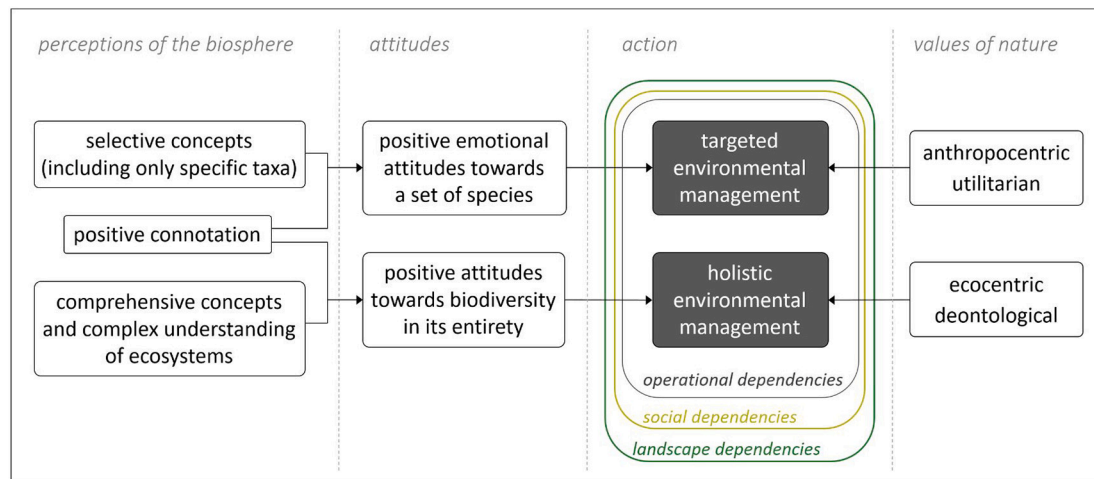 perceptions of the biosphere
attitudes
action
values of nature
selective concepts
(including only specific taxa)
positive connotation
comprehensive concepts
and complex understanding
of ecosystems
positive emotional
attitudes towards
a set of species
positive attitudes
towards biodiversity
in its entirety
targeted
environmental
management
holistic
environmental
management
operational dependencies
social dependencies
landscape dependencies
anthropocentric
utilitarian
ecocentric
deontological